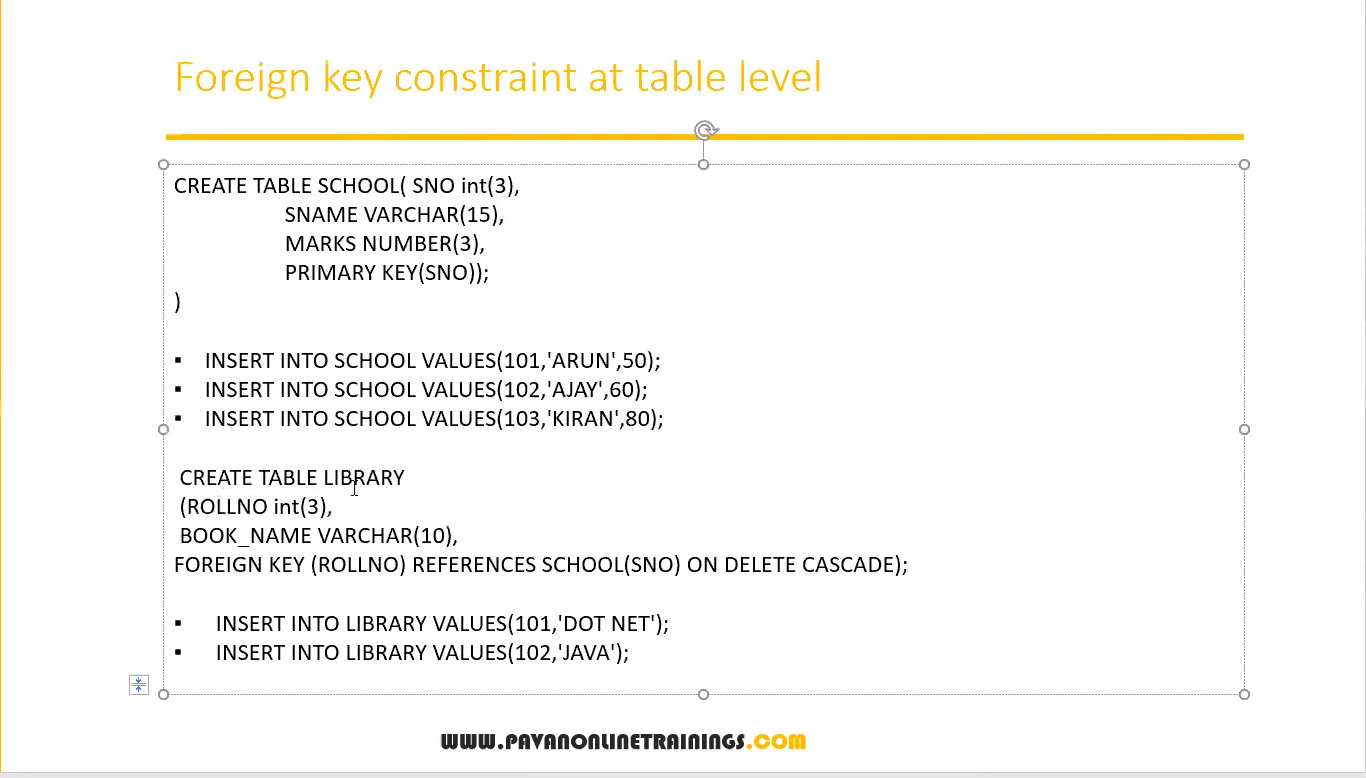 Foreign key constraint at table level
CREATE TABLE SCHOOL( SNO int(3),
SNAME VARCHAR(15),
MARKS NUMBER(3),
PRIMARY KEY(SNO));
)
▪ INSERT INTO SCHOOL VALUES(101,'ARUN',50);
▪ INSERT INTO SCHOOL VALUES(102,'AJAY',60);
▪ INSERT INTO SCHOOL VALUES(103,'KIRAN',80);
CREATE TABLE LIBRARY
(ROLLNO int(3),
BOOK_NAME VARCHAR(10),
FOREIGN KEY (ROLLNO) REFERENCES SCHOOL(SNO) ON DELETE CASCADE);
▪ INSERT INTO LIBRARY VALUES(101,'DOT NET');
▪ INSERT INTO LIBRARY VALUES(102,'JAVA');
WWW.PAVANONLINETRAININGS.COM